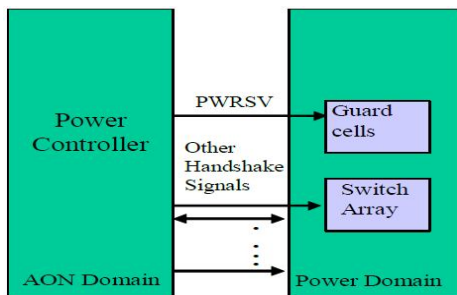 PWRSV
Guard
cells
Power
Controller
Other
Handshake
Signals
Switch
Array
AON Domain
Power Domain